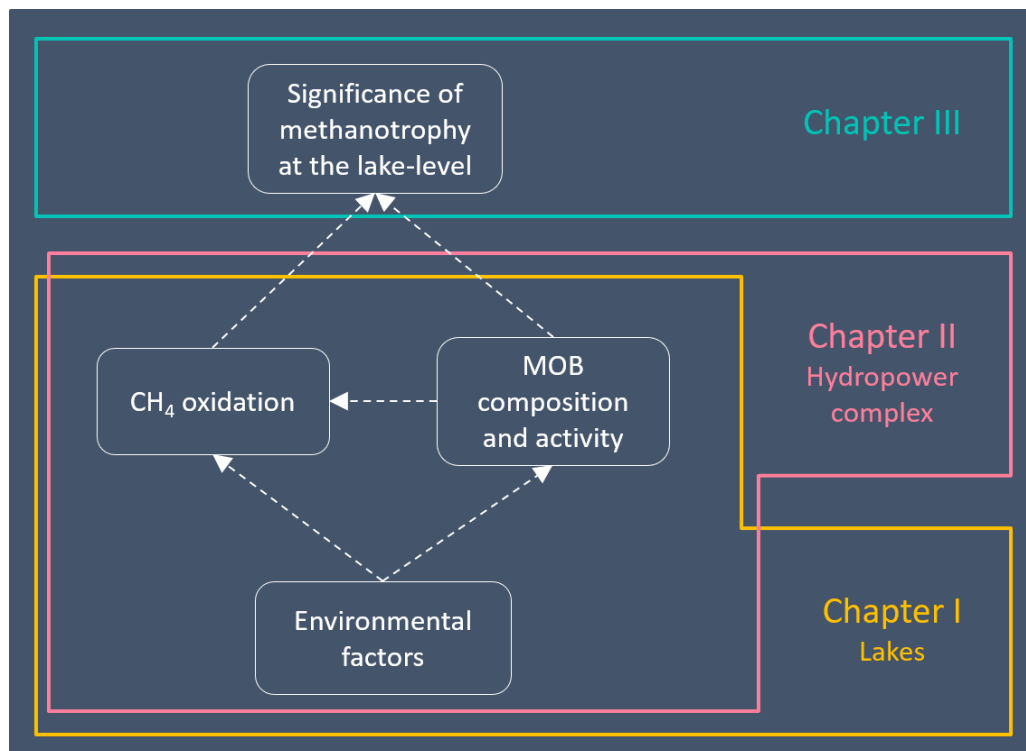 Significance of
methanotrophy
at the lake-level
Chapter III
CH₄ oxidation
MOB
composition
and activity
Chapter II
Hydropower
complex
Environmental
factors
Chapter I
Lakes